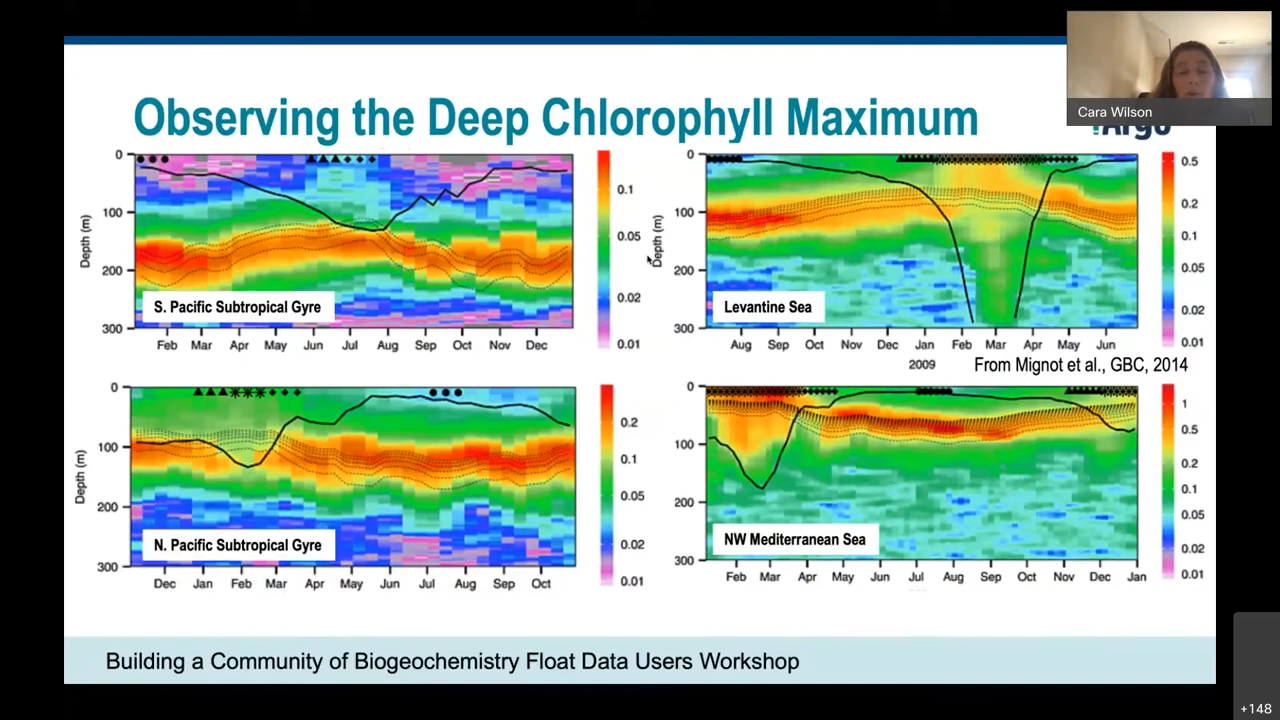 Observing the Deep Chlorophyll Maximum
Cara Wilson
Argo
0
100
200
300
Depth (m)
S. Pacific Subtropical Gyre
Feb Mar Apr Jun Jul Aug Sep Oct Nov Dec
0.1
0.05
0.02
0.01
0
100
200
300
Depth (m)
Levantine Sea
Aug Sep Oct Nov Dec Jan Feb Mar Apr May Jun
2009
0.5
0.2
0.1
0.05
0.02
0.01
From Mignot et al., GBC, 2014
0
100
200
300
Depth (m)
N. Pacific Subtropical Gyre
Dec Jan Feb Mar Apr May Jun Jul Aug Sep Oct
0.2
0.1
0.05
0.02
0.01
0
100
200
300
NW Mediterranean Sea
Feb Mar Apr May Jun Jul Aug Sep Oct Nov Dec Jan
1
0.5
0.2
0.1
0.05
0.02
0.01
Building a Community of Biogeochemistry Float Data Users Workshop
+148